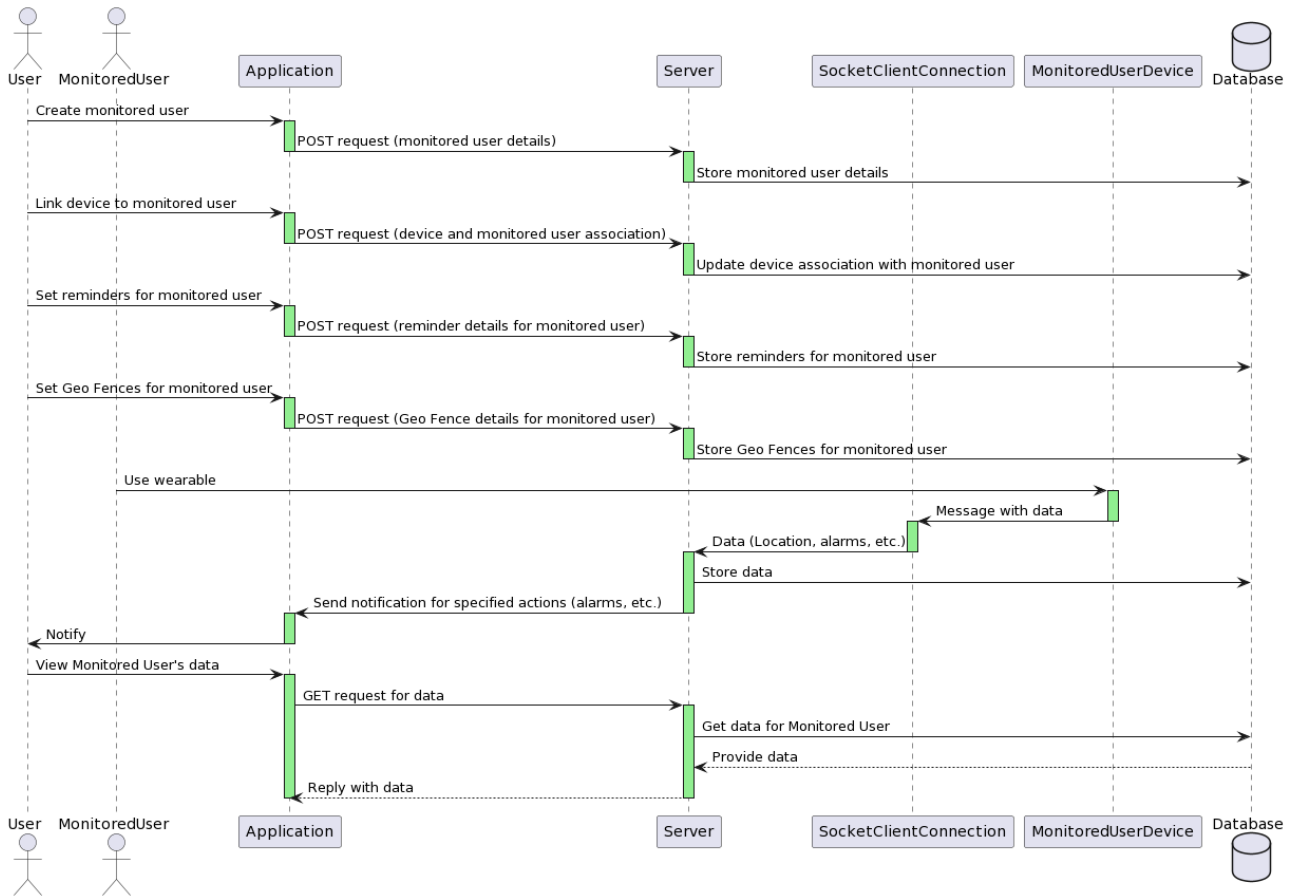 User
MonitoredUser
Application
Server
SocketClientConnection
MonitoredUserDevice
Database
Create monitored user
POST request (monitored user details)
Store monitored user details
Link device to monitored user
POST request (device and monitored user association)
Update device association with monitored user
Set reminders for monitored user
POST request (reminder details for monitored user)
Store reminders for monitored user
Set Geo Fences for monitored user
POST request (Geo Fence details for monitored user)
Store Geo Fences for monitored user
Use wearable
Message with data
Data (Location, alarms, etc.)
Store data
Send notification for specified actions (alarms, etc.)
Notify
View Monitored User's data
GET request for data
Get data for Monitored User
Provide data
Reply with data
User
MonitoredUser
Application
Server
SocketClientConnection
MonitoredUserDevice
Database